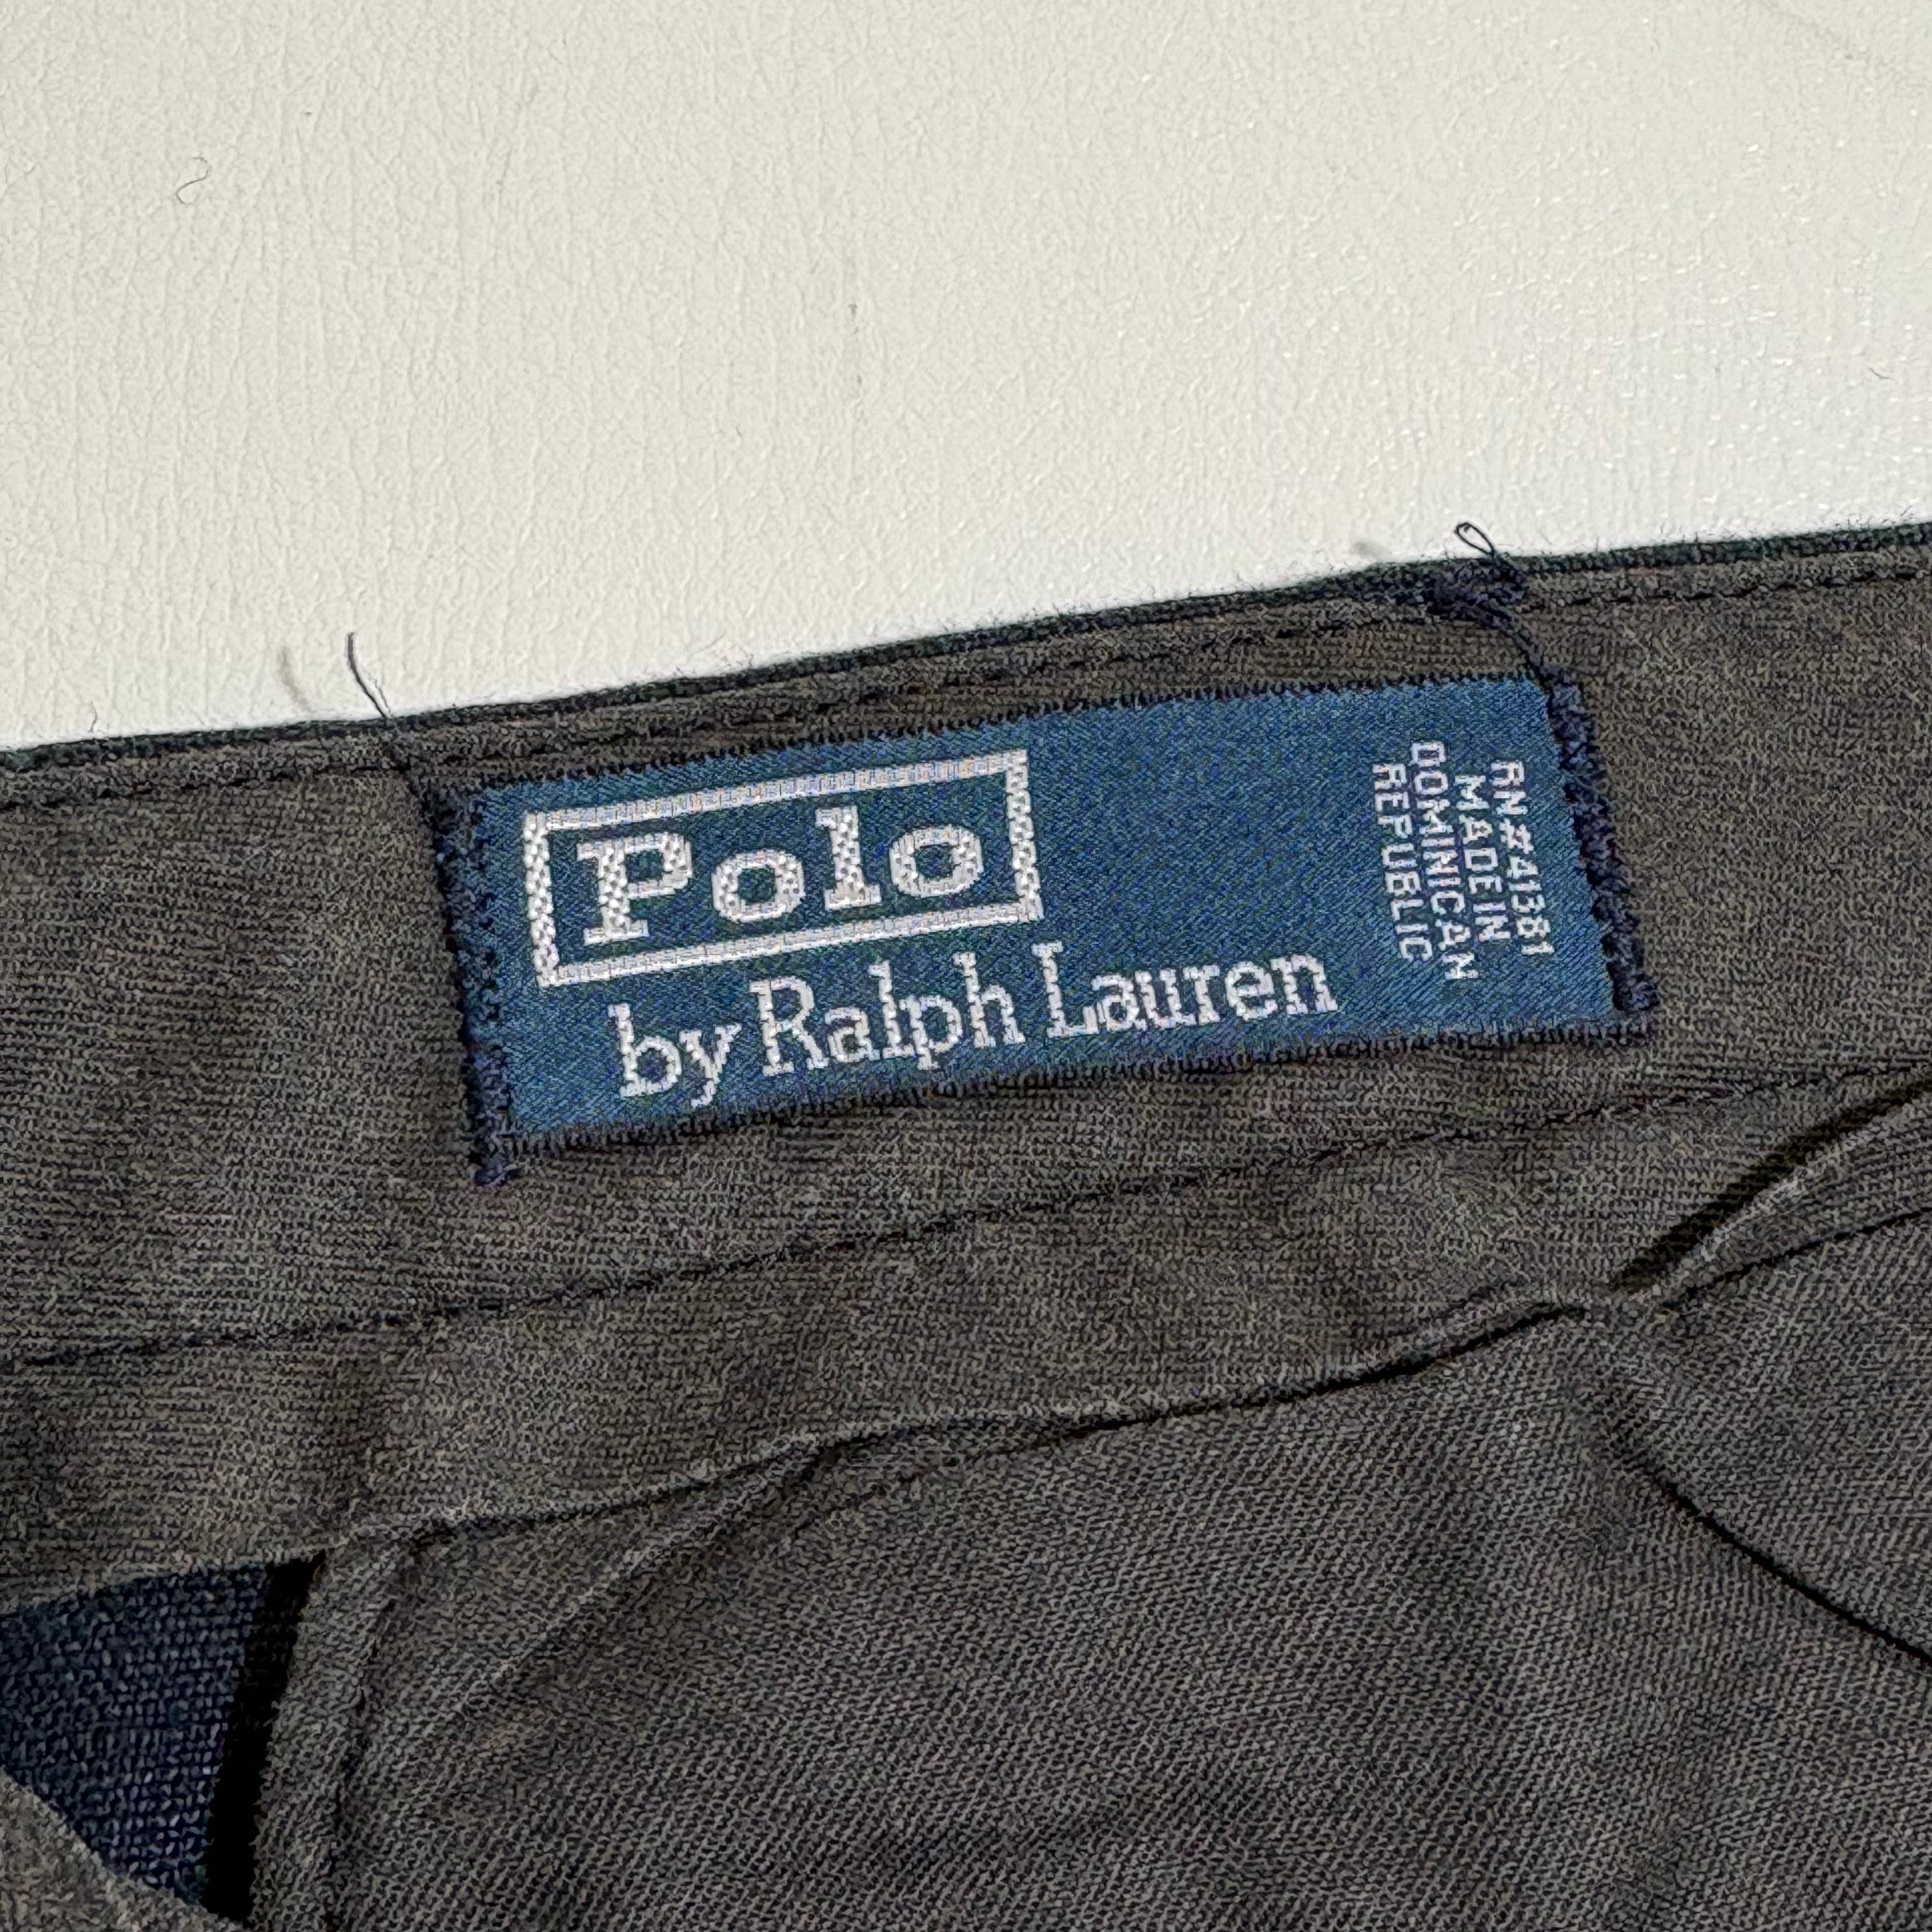 Polo
by Ralph Lauren
RN#41381
MADE IN
DOMINICAN
REPUBLIC